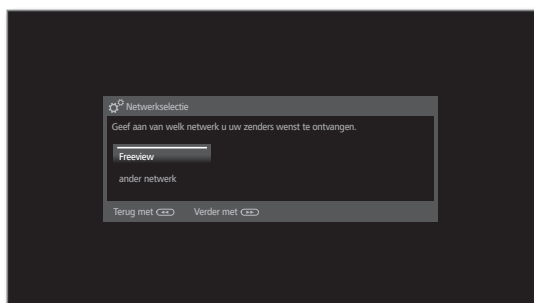 Netwerkselectie
Geef aan van welk netwerk u uw zenders wenst te ontvangen.
Freeview
ander netwerk
Terug met ◀◀ Verder met ▶▶